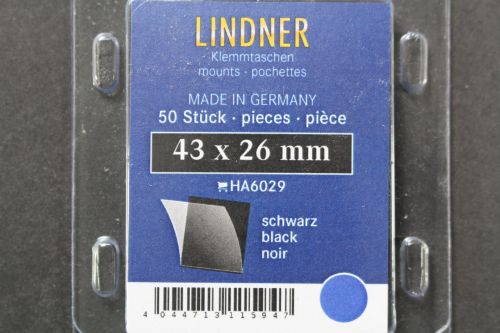 LINDNER
Klemmtaschen
mounts · pochettes
MADE IN GERMANY
50 Stück · pieces · pièce
43 x 26 mm
HA6029
schwarz
black
noir
4 044713 115947